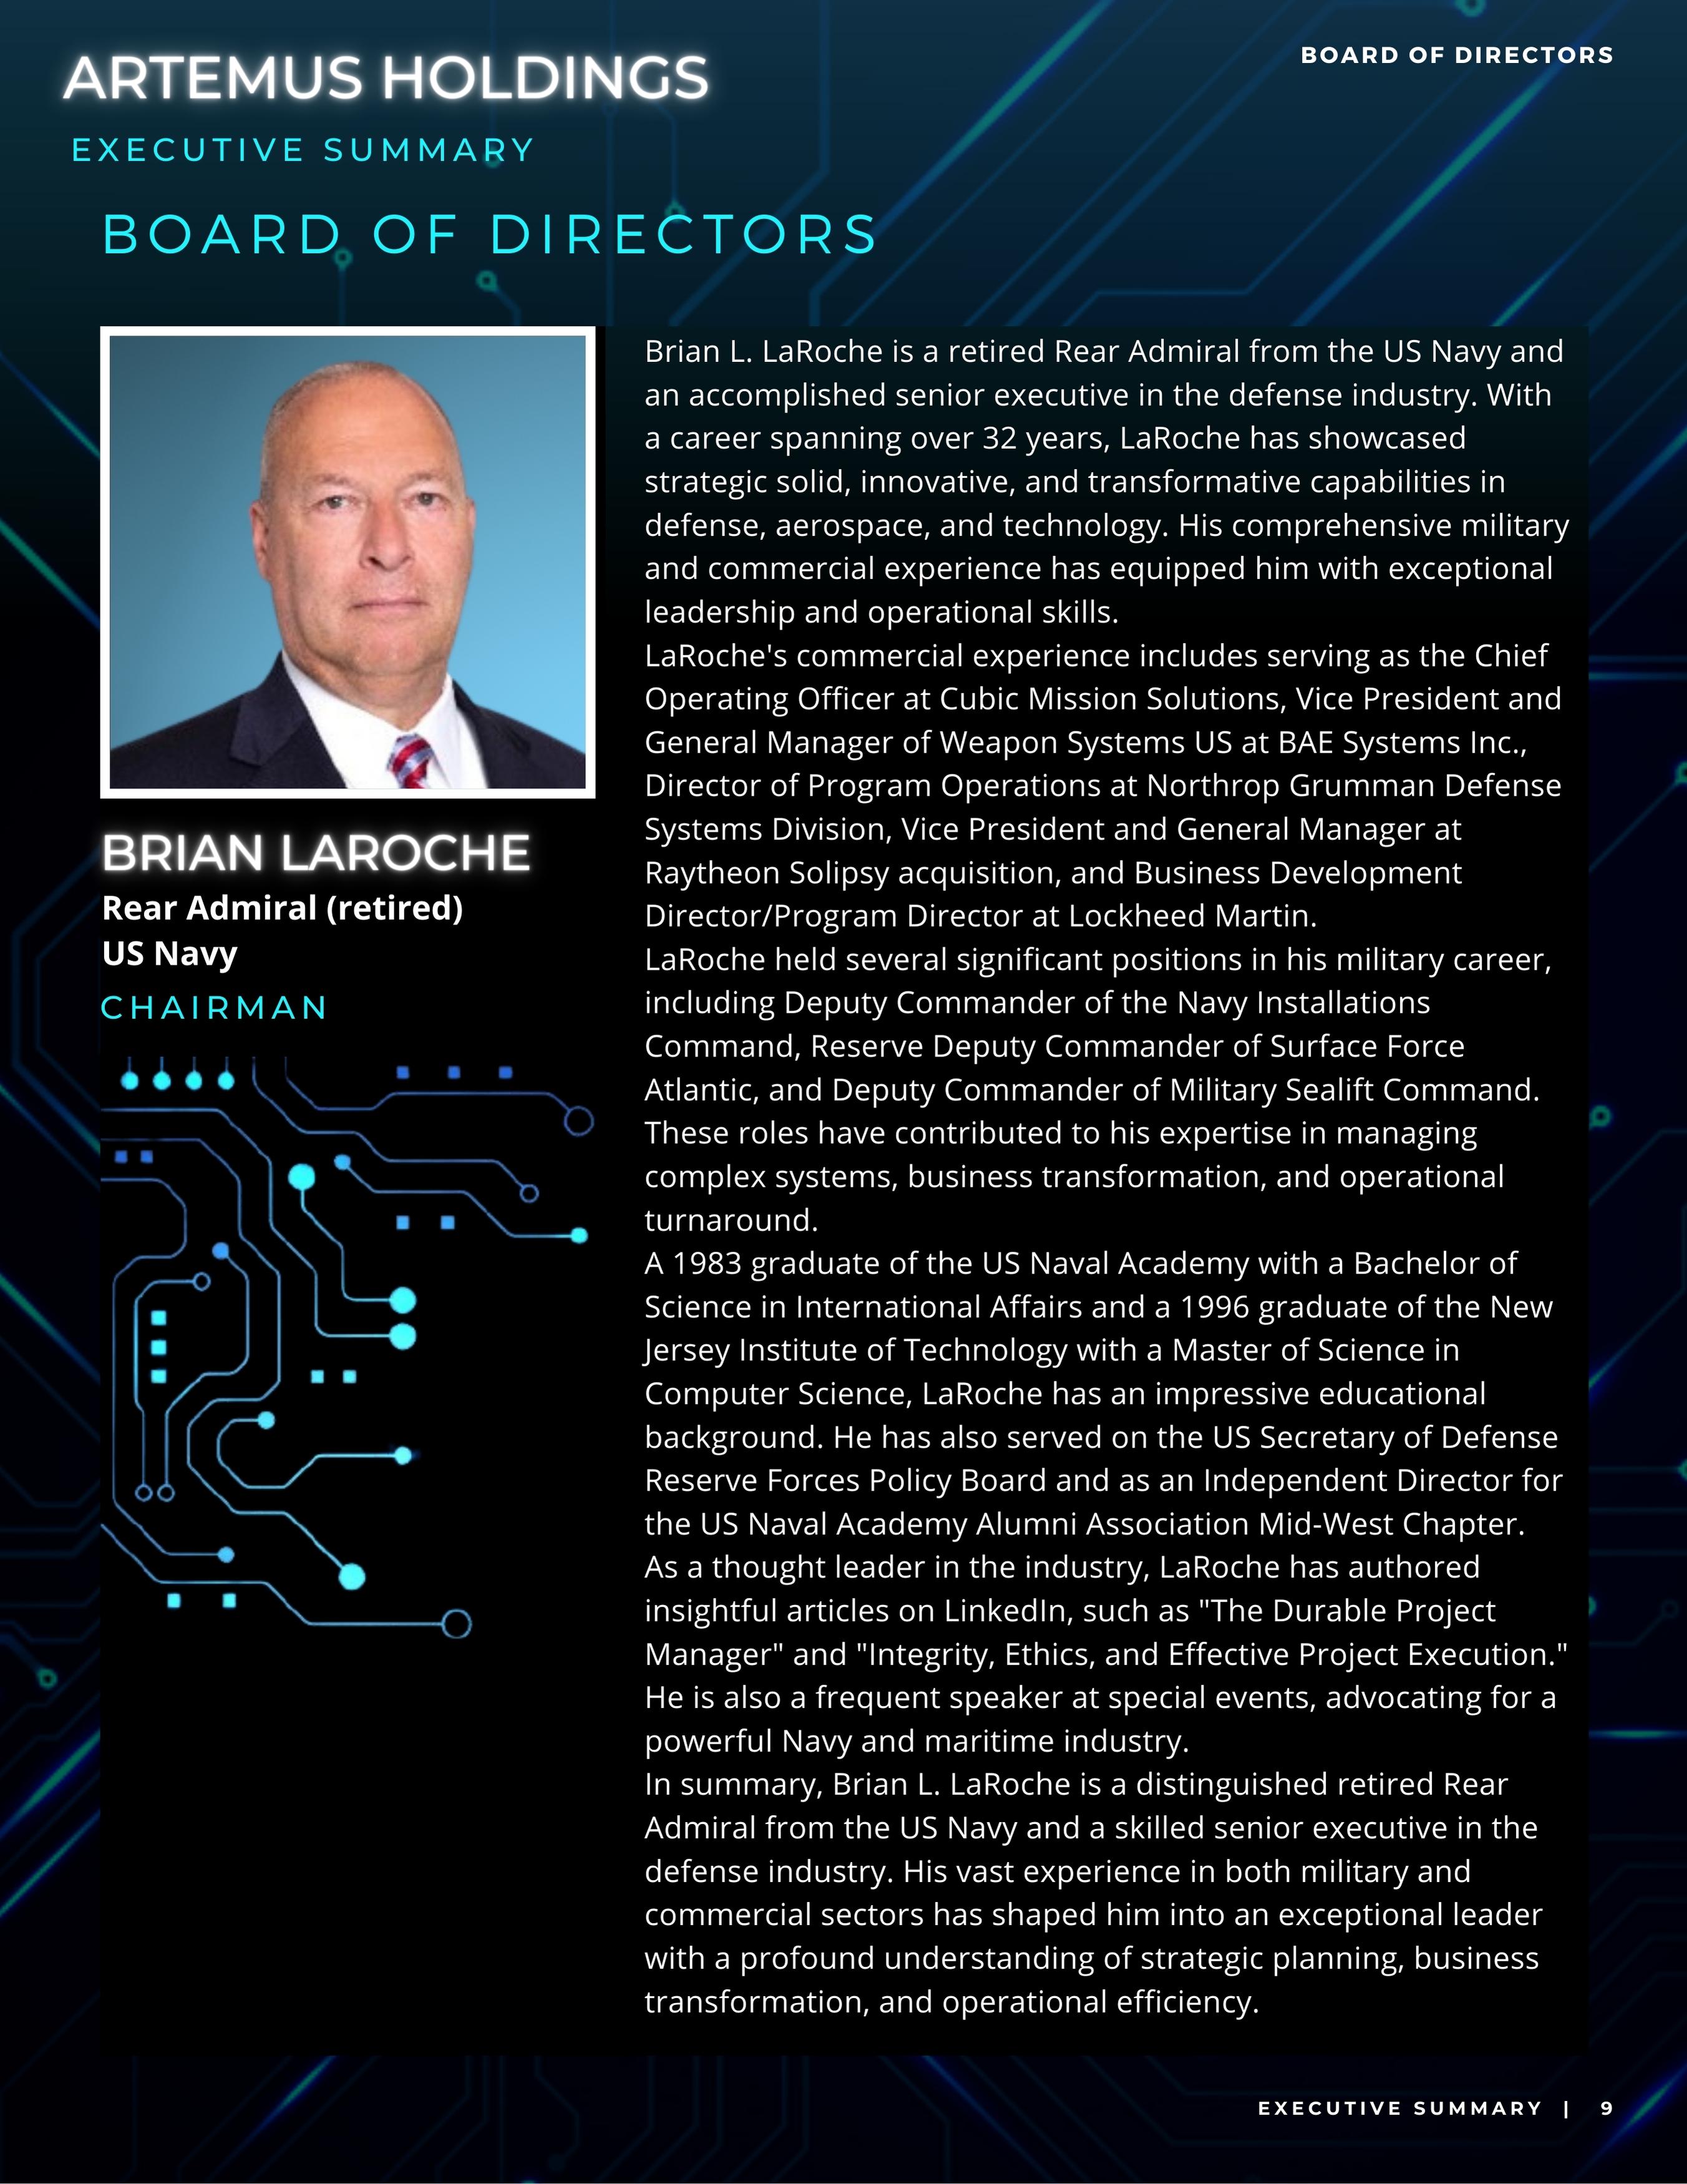 ARTEMUS HOLDINGS
BOARD OF DIRECTORS
EXECUTIVE SUMMARY
BOARD OF DIRECTORS
BRIAN LAROCHE
Rear Admiral (retired)
US Navy
CHAIRMAN
Brian L. LaRoche is a retired Rear Admiral from the US Navy and
an accomplished senior executive in the defense industry. With
a career spanning over 32 years, LaRoche has showcased
strategic solid, innovative, and transformative capabilities in
defense, aerospace, and technology. His comprehensive military
and commercial experience has equipped him with exceptional
leadership and operational skills.
LaRoche's commercial experience includes serving as the Chief
Operating Officer at Cubic Mission Solutions, Vice President and
General Manager of Weapon Systems US at BAE Systems Inc.,
Director of Program Operations at Northrop Grumman Defense
Systems Division, Vice President and General Manager at
Raytheon Solipsy acquisition, and Business Development
Director/Program Director at Lockheed Martin.
LaRoche held several significant positions in his military career,
including Deputy Commander of the Navy Installations
Command, Reserve Deputy Commander of Surface Force
Atlantic, and Deputy Commander of Military Sealift Command.
These roles have contributed to his expertise in managing
complex systems, business transformation, and operational
turnaround.
A 1983 graduate of the US Naval Academy with a Bachelor of
Science in International Affairs and a 1996 graduate of the New
Jersey Institute of Technology with a Master of Science in
Computer Science, LaRoche has an impressive educational
background. He has also served on the US Secretary of Defense
Reserve Forces Policy Board and as an Independent Director for
the US Naval Academy Alumni Association Mid-West Chapter.
As a thought leader in the industry, LaRoche has authored
insightful articles on LinkedIn, such as "The Durable Project
Manager" and "Integrity, Ethics, and Effective Project Execution."
He is also a frequent speaker at special events, advocating for a
powerful Navy and maritime industry.
In summary, Brian L. LaRoche is a distinguished retired Rear
Admiral from the US Navy and a skilled senior executive in the
defense industry. His vast experience in both military and
commercial sectors has shaped him into an exceptional leader
with a profound understanding of strategic planning, business
transformation, and operational efficiency.
EXECUTIVE SUMMARY | 9